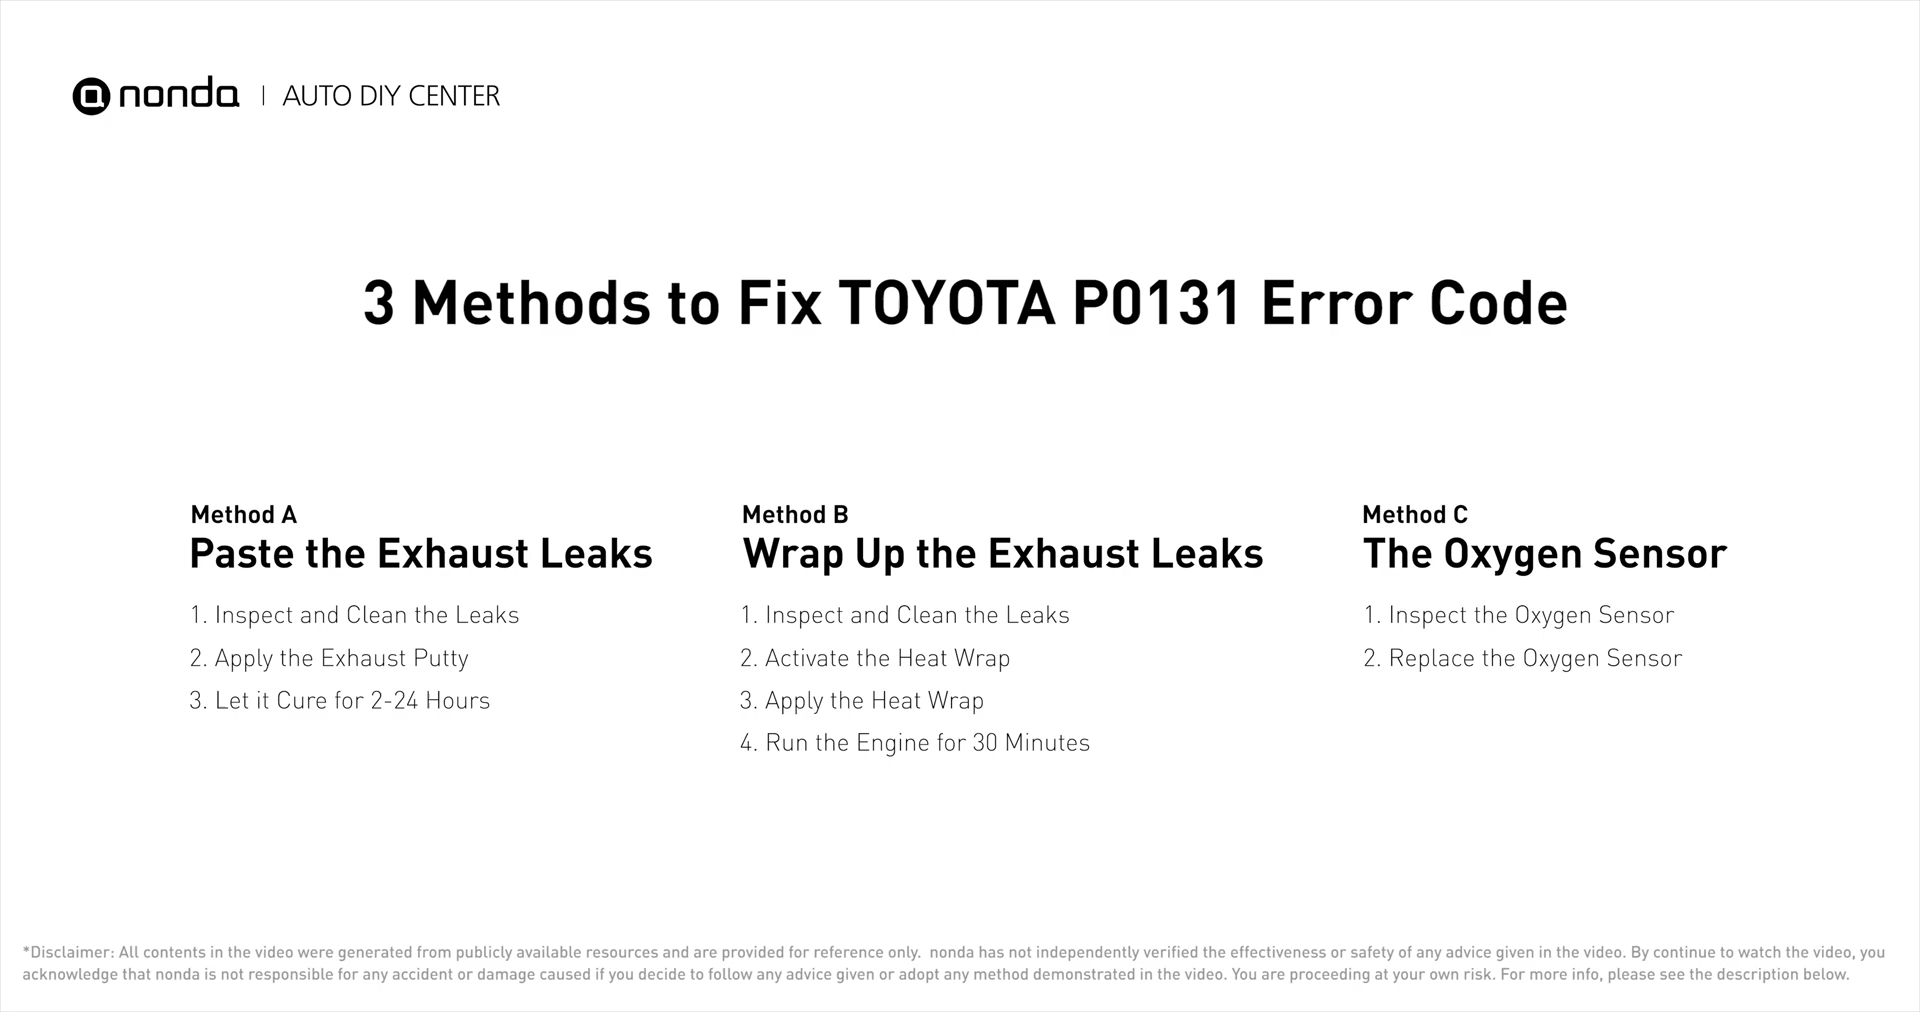 nonda | AUTO DIY CENTER
3 Methods to Fix TOYOTA P0131 Error Code
Method A
Paste the Exhaust Leaks
1. Inspect and Clean the Leaks
2. Apply the Exhaust Putty
3. Let it Cure for 2-24 Hours
Method B
Wrap Up the Exhaust Leaks
1. Inspect and Clean the Leaks
2. Activate the Heat Wrap
3. Apply the Heat Wrap
4. Run the Engine for 30 Minutes
Method C
The Oxygen Sensor
1. Inspect the Oxygen Sensor
2. Replace the Oxygen Sensor
*Disclaimer: All contents in the video were generated from publicly available resources and are provided for reference only. nonda has not independently verified the effectiveness or safety of any advice given in the video. By continue to watch the video, you
acknowledge that nonda is not responsible for any accident or damage caused if you decide to follow any advice given or adopt any method demonstrated in the video. You are proceeding at your own risk. For more info, please see the description below.